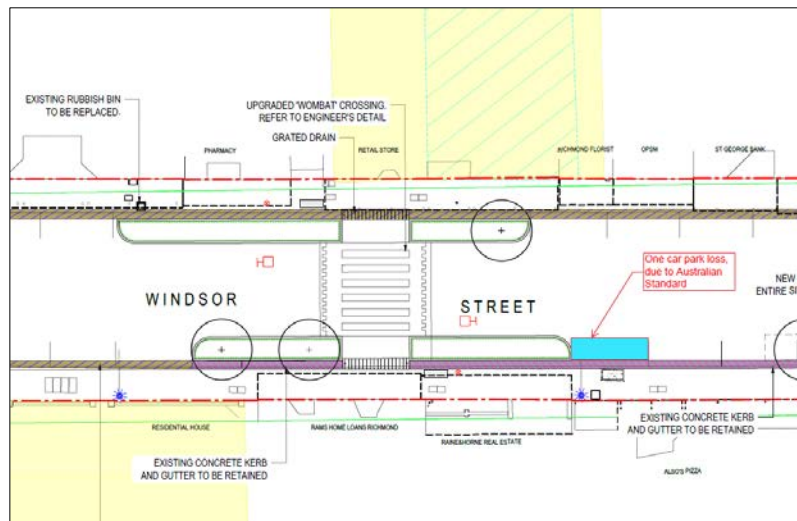 EXISTING RUBBISH BIN
TO BE REPLACED.
UPGRADED 'WOMBAT' CROSSING.
REFER TO ENGINEER'S DETAIL
GRATED DRAIN
PHARMACY
RETAIL STORE
RICHMOND FLORIST
OPSM
ST GEORGE BANK
One car park loss,
due to Australian
Standard
NEW
ENTIRE
WINDSOR
STREET
RESIDENTIAL HOUSE
RAMS HOME LOANS RICHMOND
RAINE&HORNE REAL ESTATE
EXISTING CONCRETE KERB
AND GUTTER TO BE RETAINED
EXISTING CONCRETE KERB
AND GUTTER TO BE RETAINED
ALBO'S PIZZA